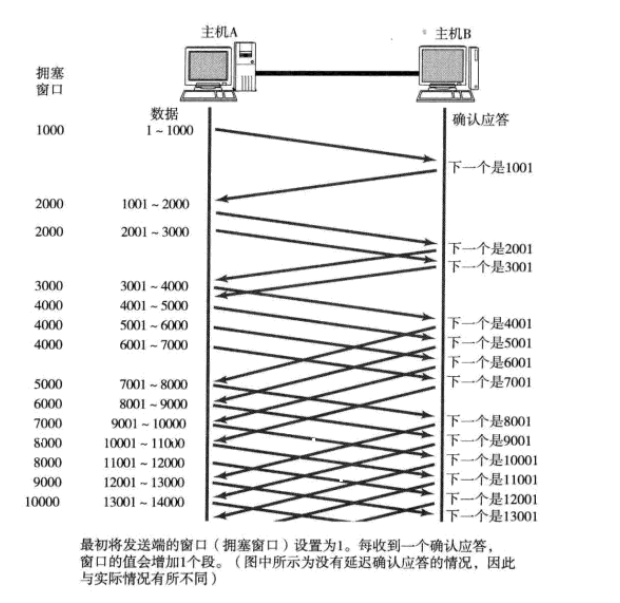 主机A 主机B
拥塞
窗口
数据 确认应答
1000 1～1000
下一个是1001
2000 1001～2000
2000 2001～3000
下一个是2001
下一个是3001
3000 3001～4000
4000 4001～5000
下一个是4001
4000 5001～6000
下一个是5001
4000 6001～7000
下一个是6001
下一个是7001
5000 7001～8000
6000 8001～9000
7000 9001～10000
下一个是8001
8000 10001～11000
下一个是9001
8000 11001～12000
下一个是10001
9000 12001～13000
下一个是11001
10000 13001～14000
下一个是12001
下一个是13001
最初将发送端的窗口（拥塞窗口）设置为1。每收到一个确认应答，
窗口的值会增加1个段。（图中所示为没有延迟确认应答的情况，因此
与实际情况有所不同）